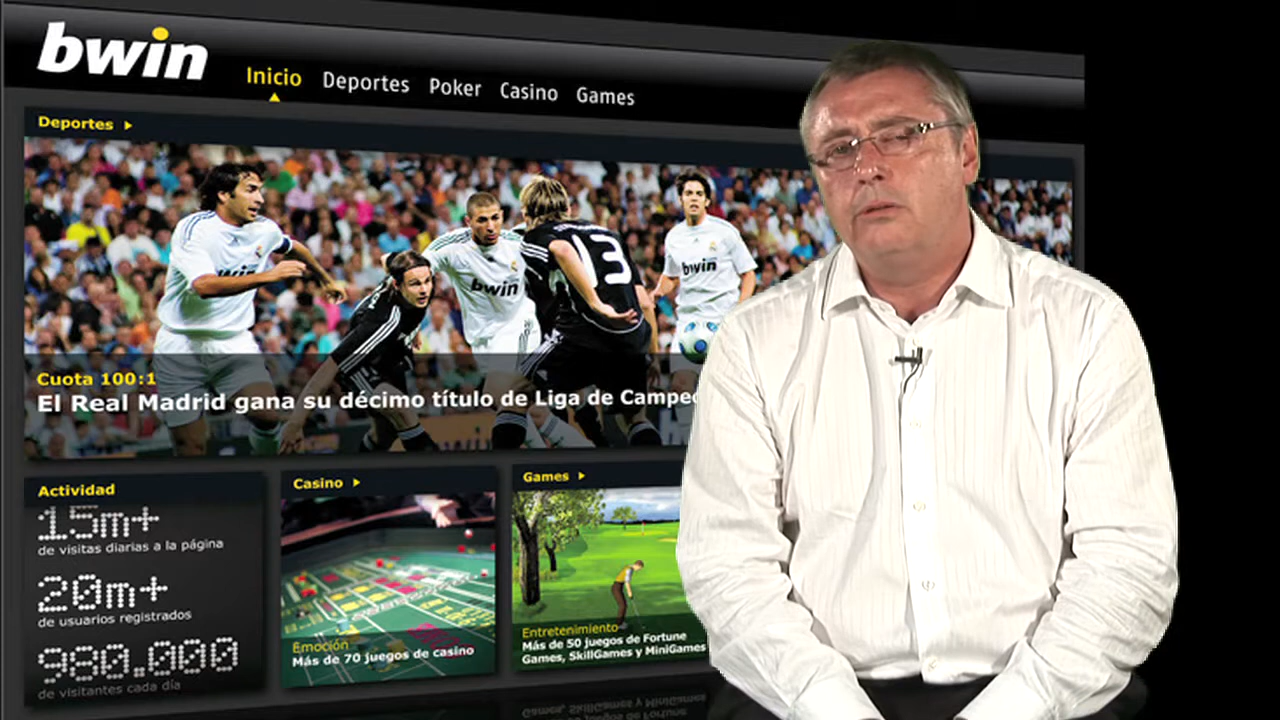 bwin
Inicio Deportes Poker Casino Games
Deportes
bwin
bwin
13
Cuota 100:1
El Real Madrid gana su décimo título de Liga de Campeo
Actividad
15m+
de visitas diarias a la página
20m+
de usuarios registrados
980.000
de visitantes cada día
Casino
Emoción
Más de 70 juegos de casino
Games
Entretenimiento
Más de 50 juegos de Fortune
Games, SkillGames y MiniGames